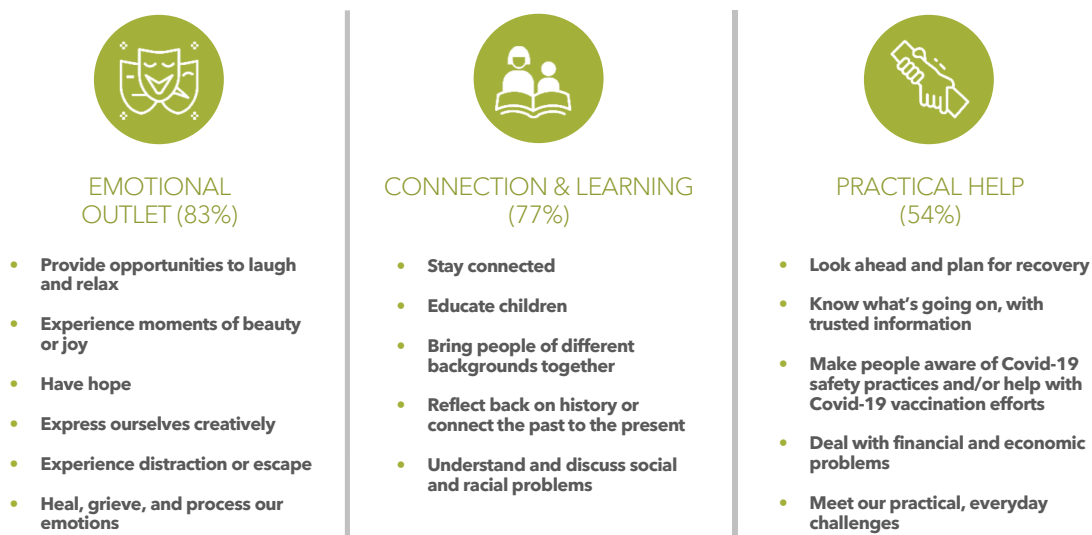 EMOTIONAL
OUTLET (83%)
• Provide opportunities to laugh
and relax
• Experience moments of beauty
or joy
• Have hope
• Express ourselves creatively
• Experience distraction or escape
• Heal, grieve, and process our
emotions
CONNECTION & LEARNING
(77%)
• Stay connected
• Educate children
• Bring people of different
backgrounds together
• Reflect back on history or
connect the past to the present
• Understand and discuss social
and racial problems
PRACTICAL HELP
(54%)
• Look ahead and plan for recovery
• Know what’s going on, with
trusted information
• Make people aware of Covid-19
safety practices and/or help with
Covid-19 vaccination efforts
• Deal with financial and economic
problems
• Meet our practical, everyday
challenges